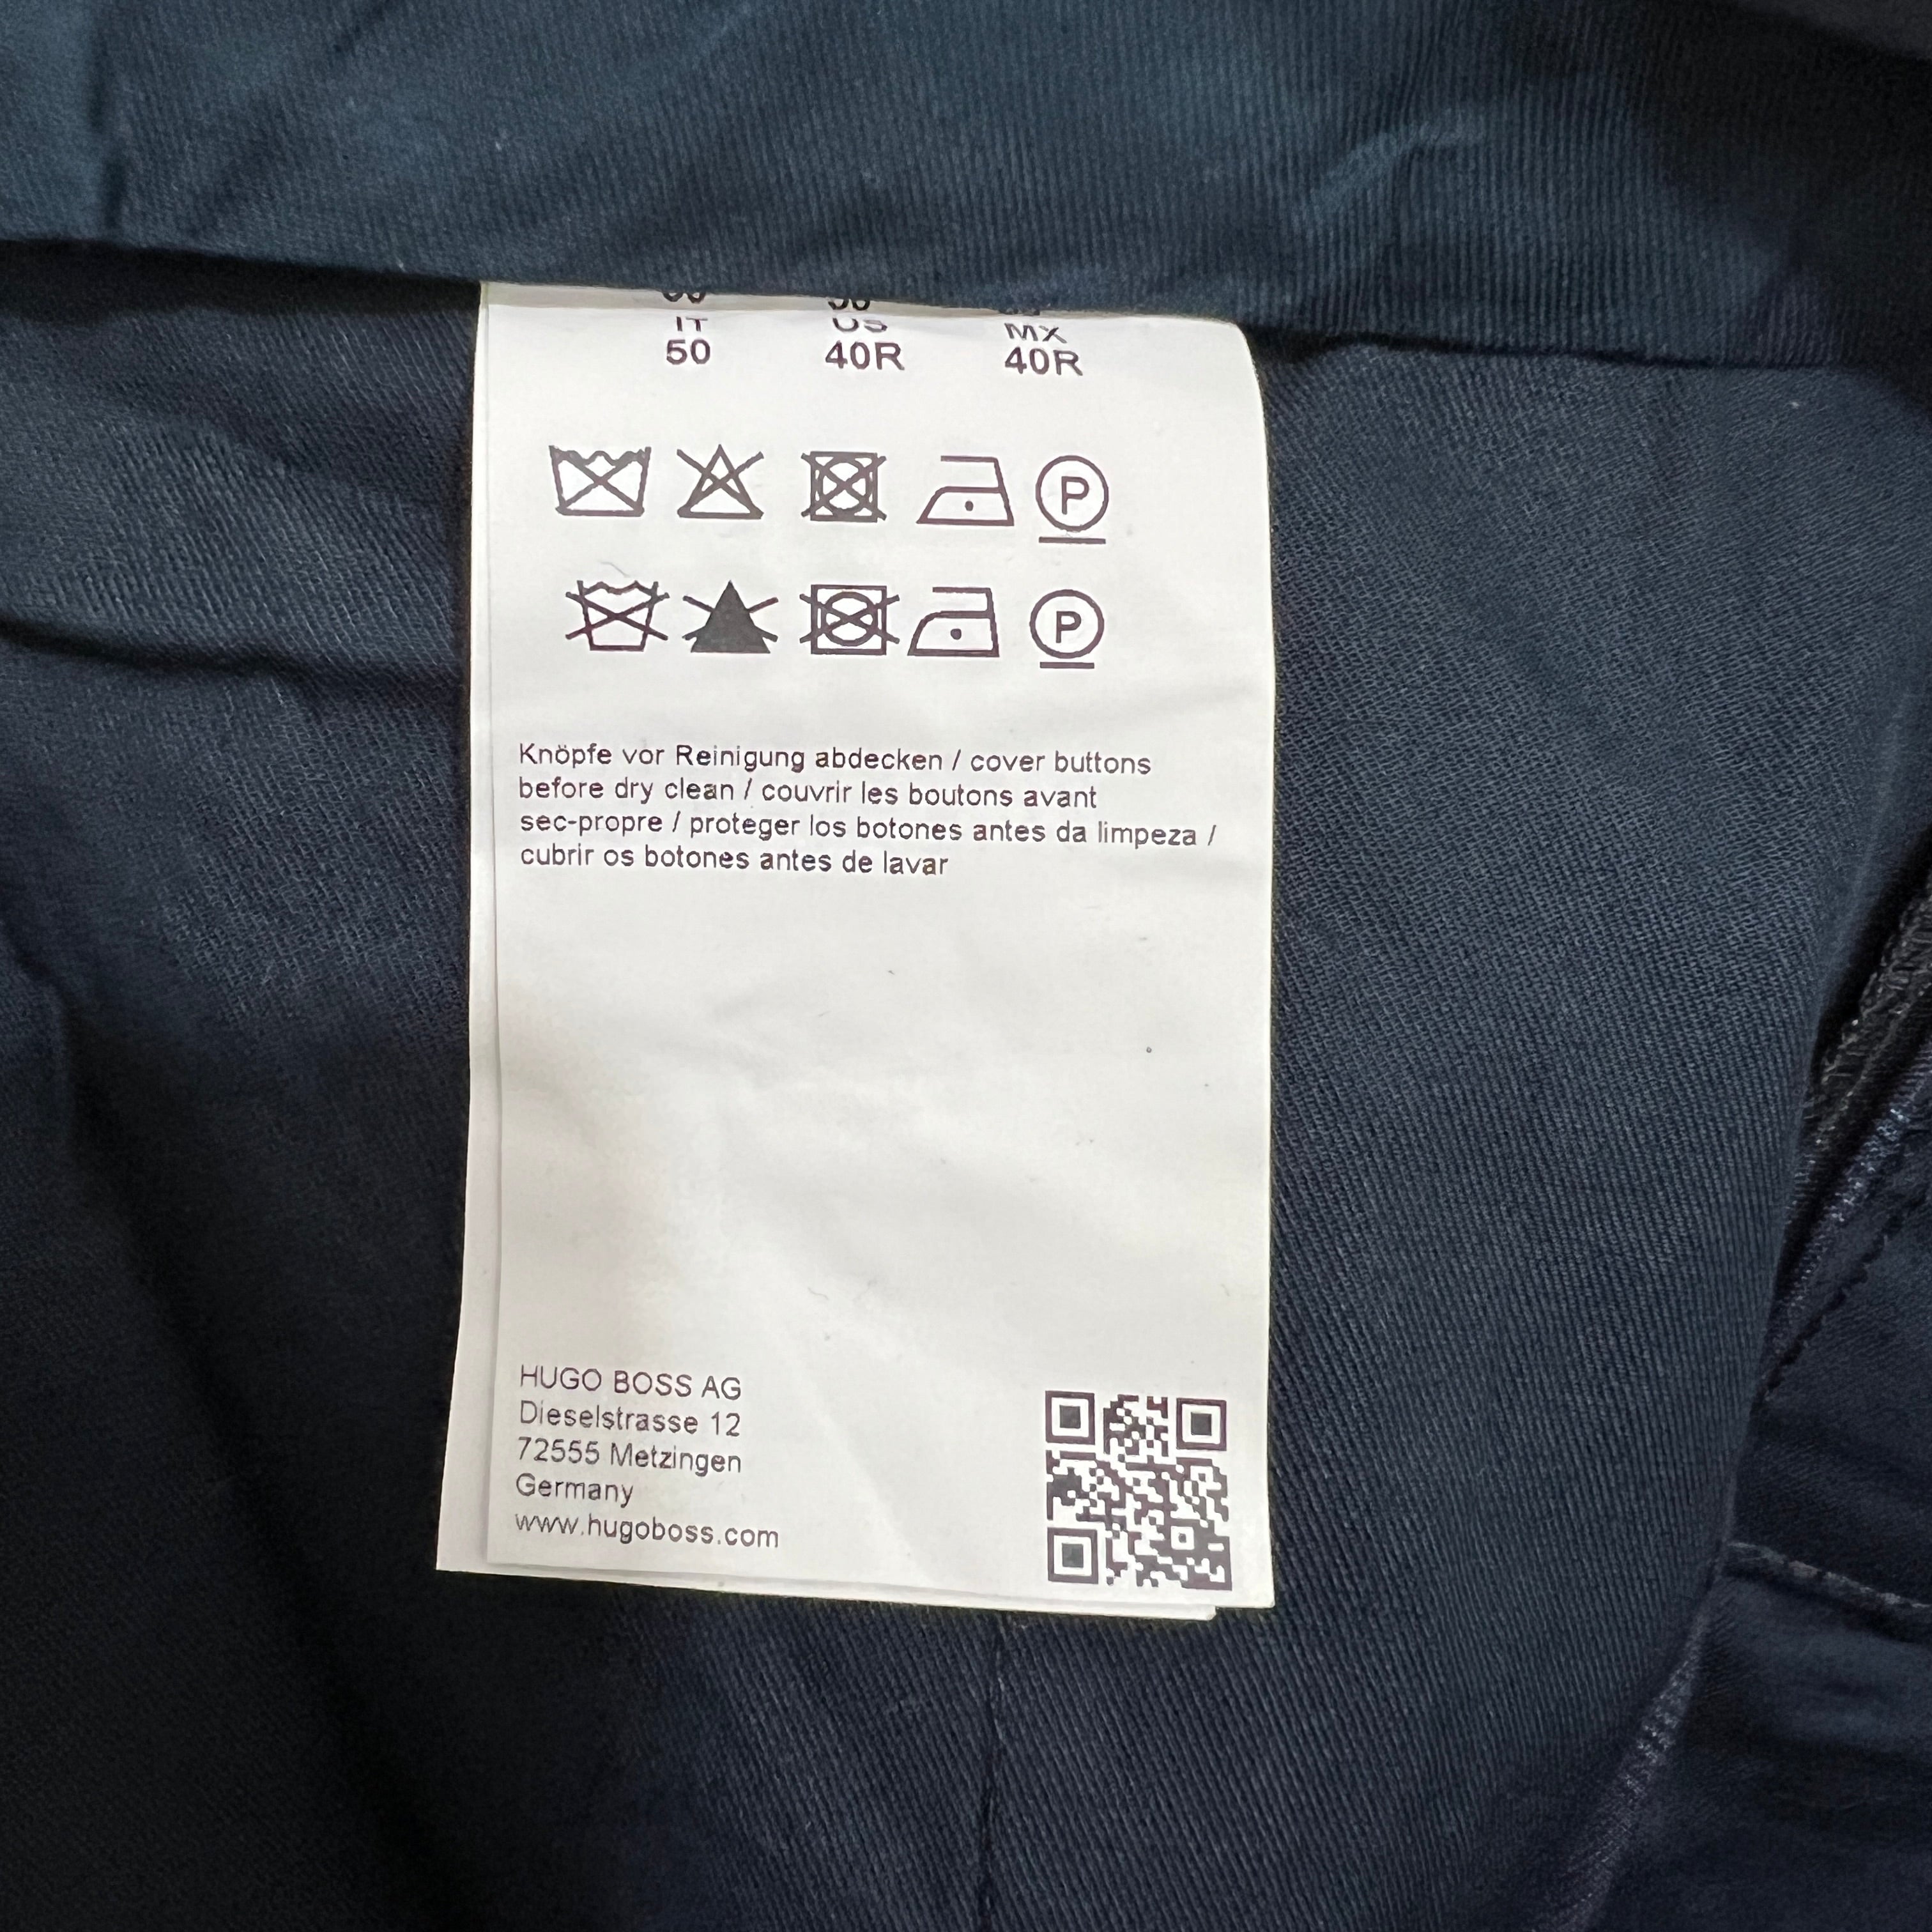 IT US MX
50 40R 40R
P
P
Knöpfe vor Reinigung abdecken / cover buttons
before dry clean / couvrir les boutons avant
sec-propre / proteger los botones antes da limpeza /
cubrir os botones antes de lavar
HUGO BOSS AG
Dieselstrasse 12
72555 Metzingen
Germany
www.hugoboss.com